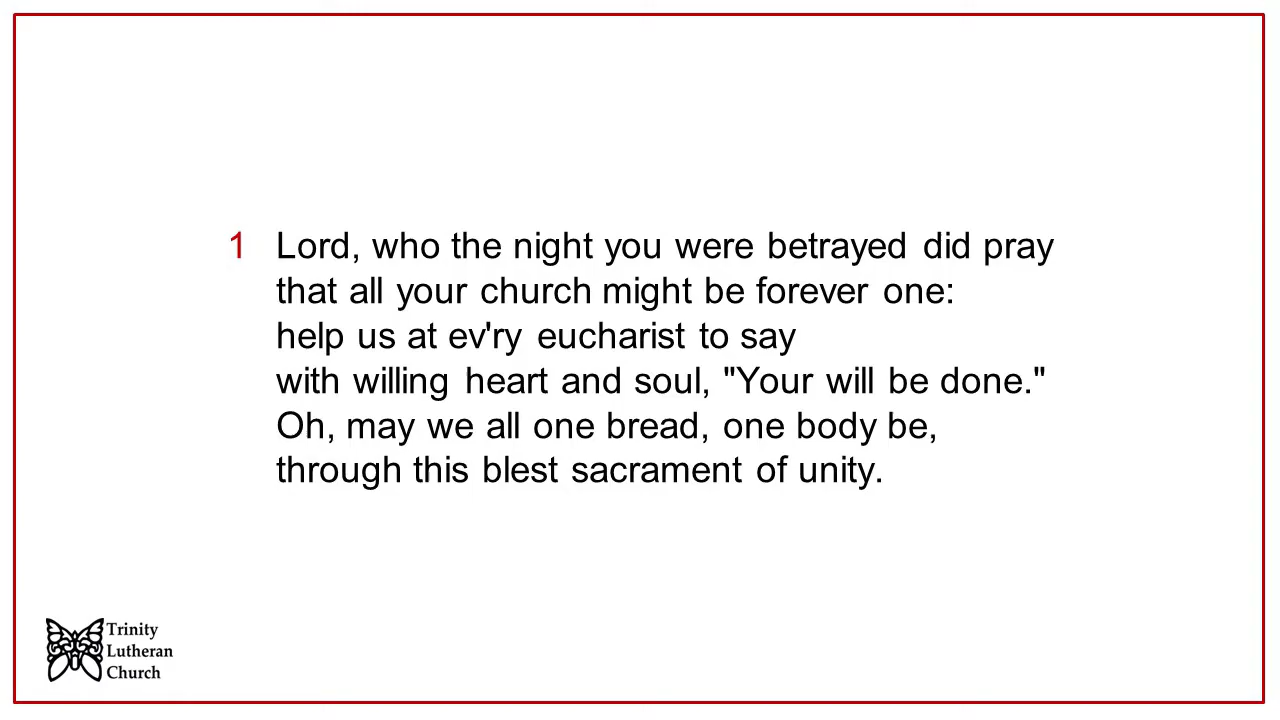 1 Lord, who the night you were betrayed did pray
that all your church might be forever one:
help us at ev'ry eucharist to say
with willing heart and soul, "Your will be done."
Oh, may we all one bread, one body be,
through this blest sacrament of unity.
Trinity
Lutheran
Church